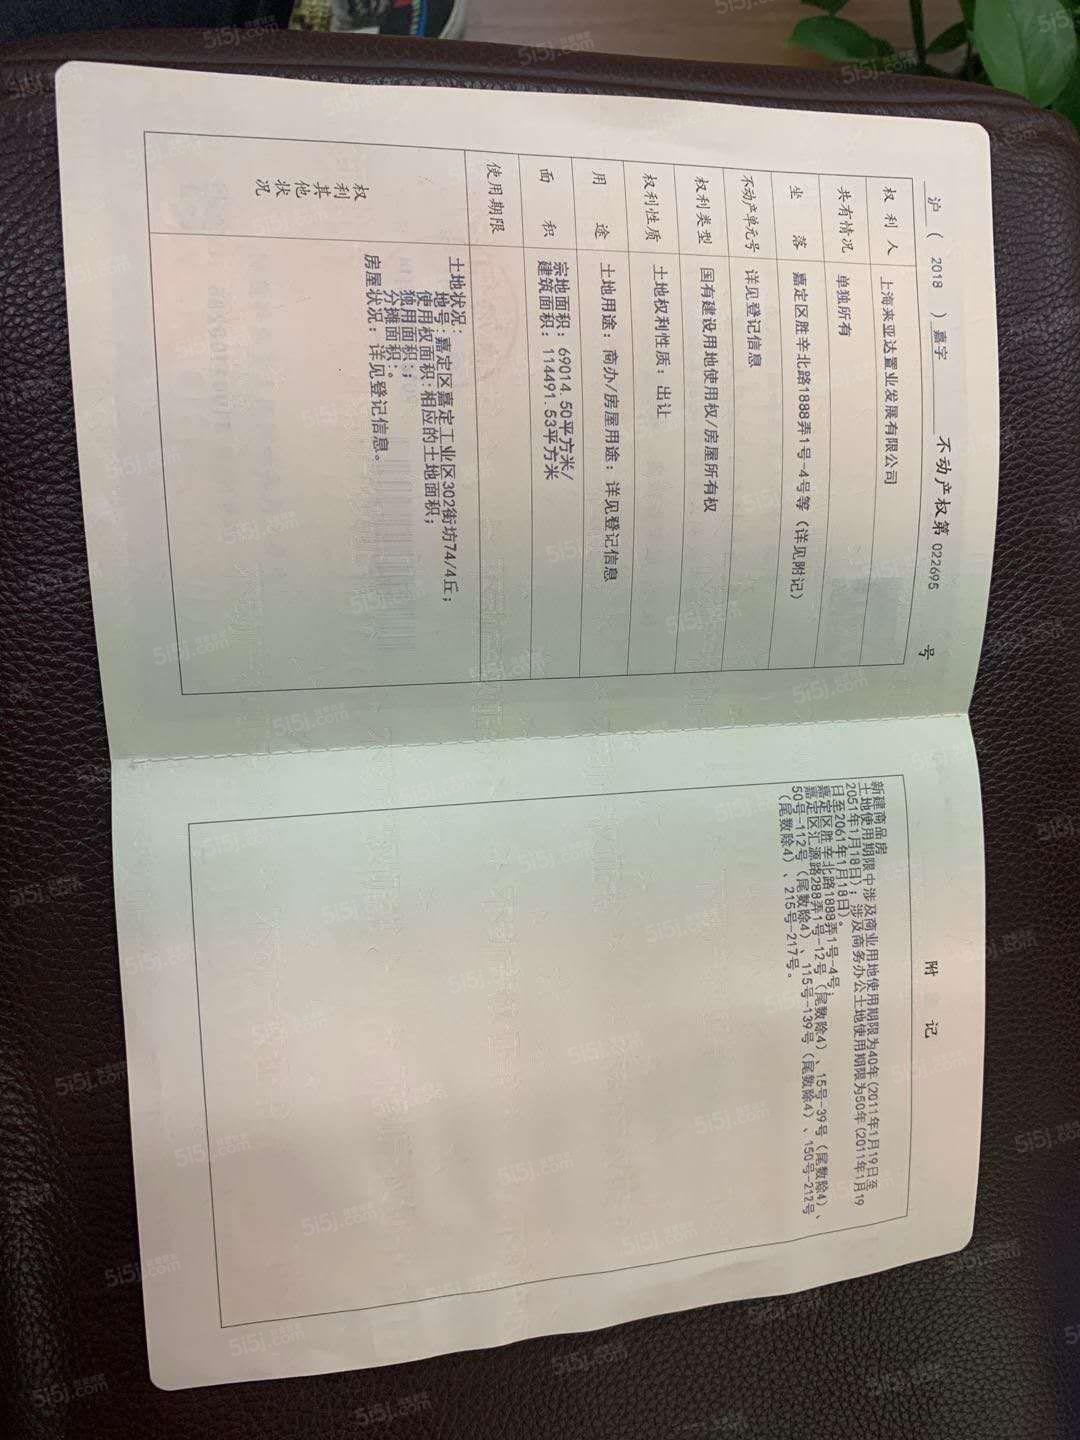 沪 ( 2018 ) 嘉字 不动产权第 022695 号
权利人 上海来亚达置业发展有限公司
共有情况 单独所有
坐落 嘉定区胜辛北路1888弄1号-4号等（详见附记）
不动产单元号 详见登记信息
权利类型 国有建设用地使用权/房屋所有权
权利性质 土地权利性质：出让
用途 土地用途：商办/房屋用途：详见登记信息
面积 宗地面积：69014.50平方米/
建筑面积：114491.53平方米
使用期限
权利其他状况
土地状况：
地号：嘉定区嘉定工业区302街坊74/4丘；
使用权面积：相应的土地面积；
独用面积：；
分摊面积：。
房屋状况：详见登记信息。
附记
新建商品房
土地使用期限中涉及商业用地使用期限为40年(2011年1月19日至
2051年1月18日)；涉及商务办公土地使用期限为50年(2011年1月19
日至2061年1月18日)。
嘉定区胜辛北路1888弄1号-4号
嘉定区汇源路288弄1号-12号（尾数除4）、15号-39号（尾数除4）、
50号-112号（尾数除4）、115号-139号（尾数除4）、150号-212号
（尾数除4）、215号-217号。
515j.com